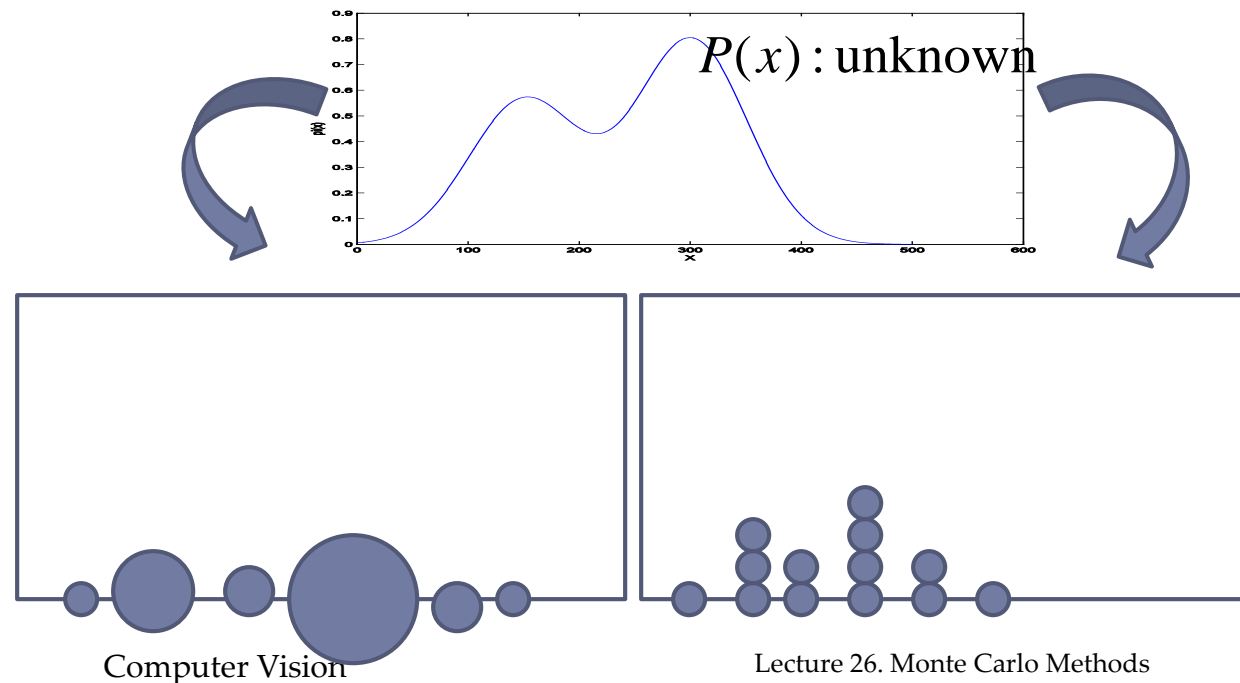 0.9
0.8
P(x) : unknown
0.7
0.6
0.5
p(x)
0.4
0.3
0.2
0.1
0
0 100 200 300 400 500 600
X
Computer Vision
Lecture 26. Monte Carlo Methods